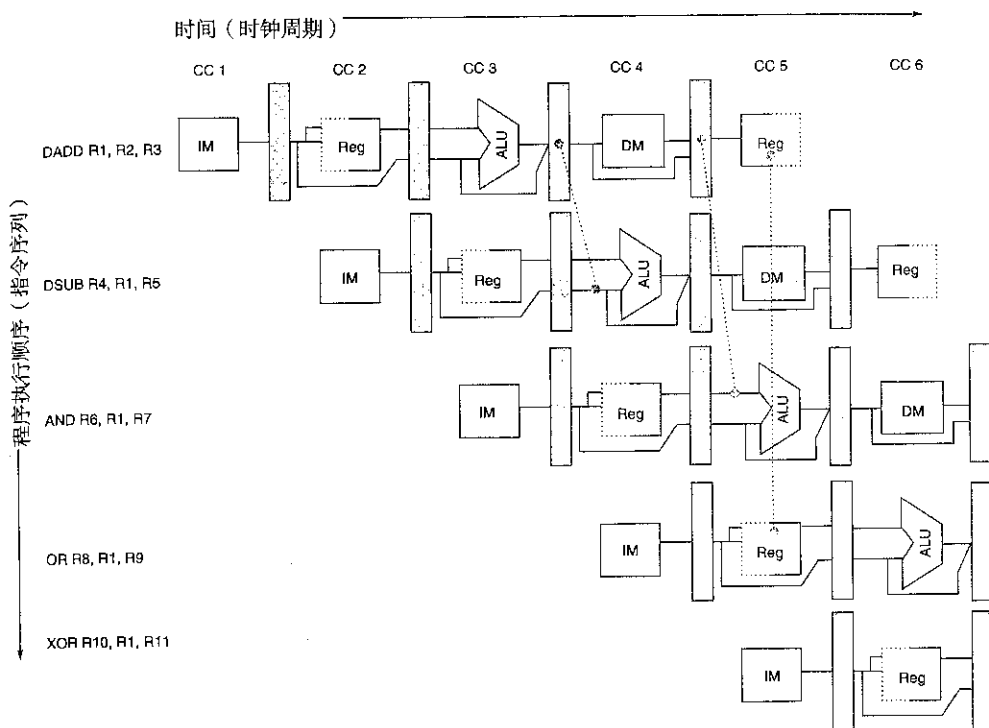 时间（时钟周期）
CC 1 CC 2 CC 3 CC 4 CC 5 CC 6
DADD R1, R2, R3 IM Reg ALU DM Reg
DSUB R4, R1, R5 IM Reg ALU DM Reg
AND R6, R1, R7 IM Reg ALU DM
OR R8, R1, R9 IM Reg ALU
XOR R10, R1, R11 IM Reg
程序执行顺序（指令序列）